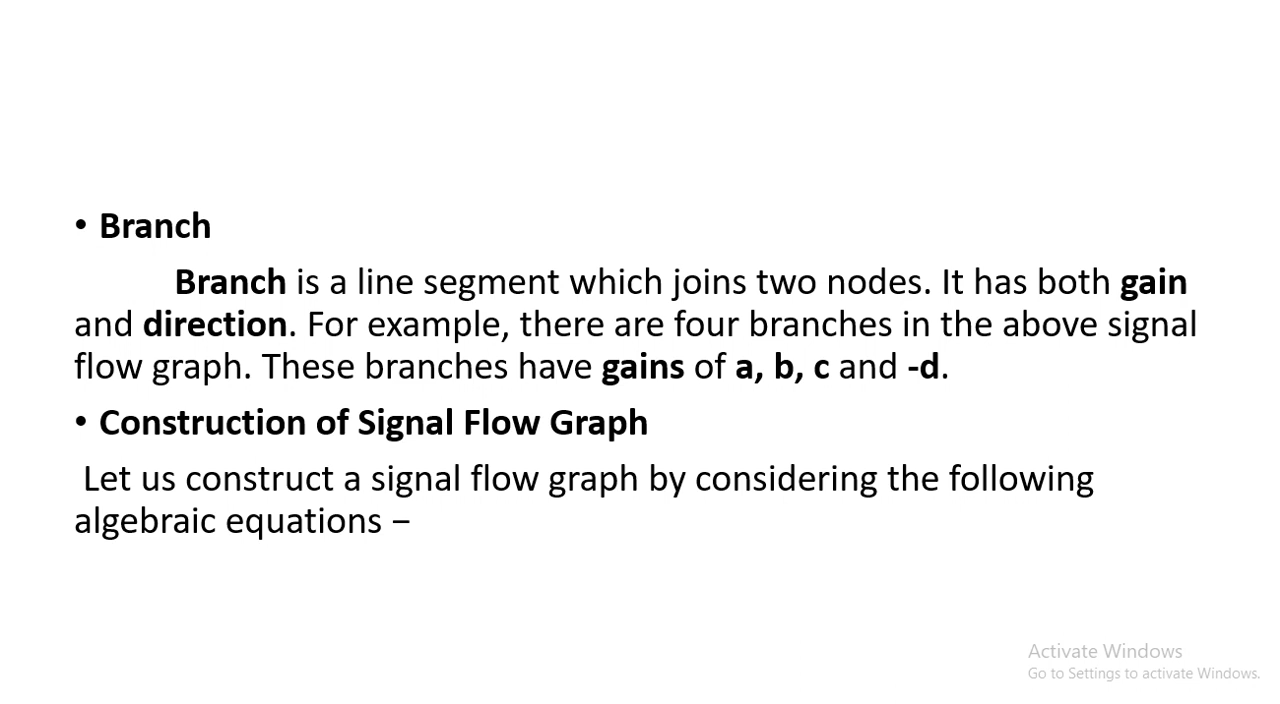 • Branch
Branch is a line segment which joins two nodes. It has both gain
and direction. For example, there are four branches in the above signal
flow graph. These branches have gains of a, b, c and -d.
• Construction of Signal Flow Graph
Let us construct a signal flow graph by considering the following
algebraic equations −
Activate Windows
Go to Settings to activate Windows.